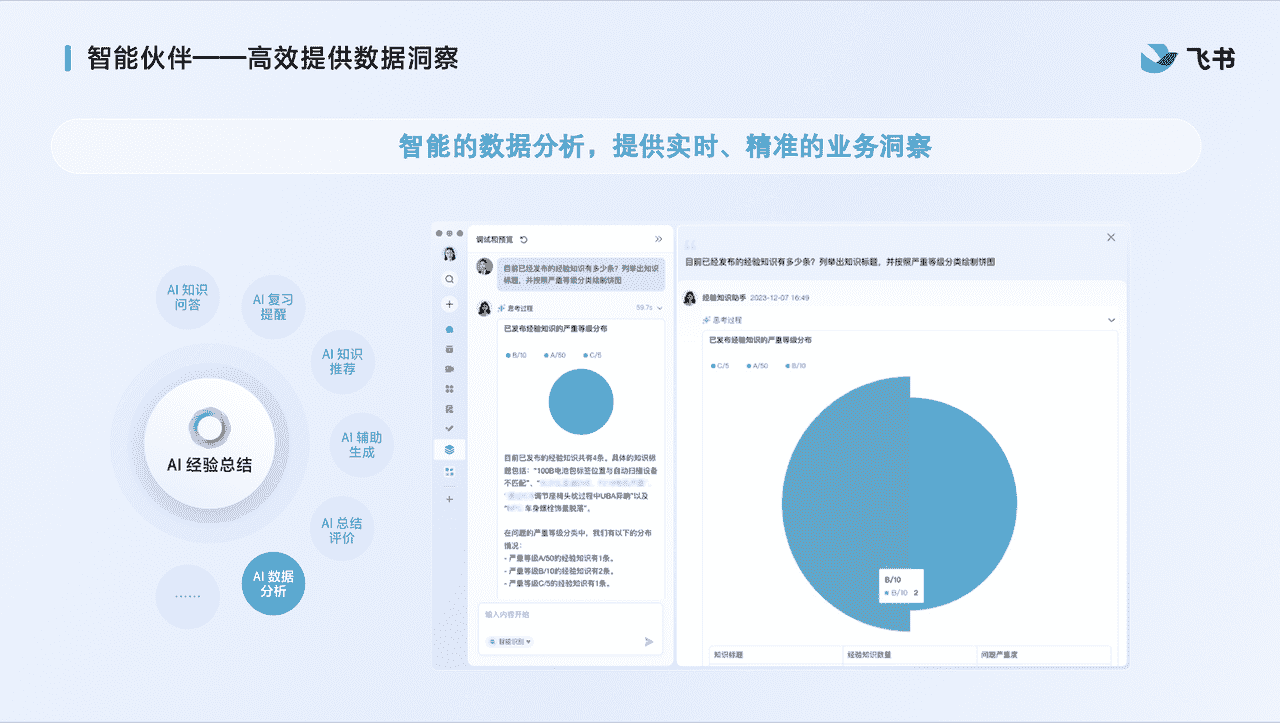 智能伙伴——高效提供数据洞察
飞书
智能的数据分析，提供实时、精准的业务洞察
AI 知识
问答
AI 复习
提醒
AI 知识
推荐
AI 辅助
生成
AI 总结
评价
AI 数据
分析
……
AI 经验总结
调试和预览
目前已经发布的经验知识有多少条？列举出知识
标题，并按照严重等级分类绘制饼图
思考过程
59.7s
已发布经验知识的严重等级分布
B/10
A/50
C/5
目前已发布的经验知识共有4条。具体的知识标
题包括："100B电池包标签位置与自动扫描设备
不匹配"、"
调节座椅头枕过程中UBA异响"以及
车身螺栓饰盖脱落"。
在问题的严重等级分类中，我们有以下的分布
情况：
- 严重等级A/50的经验知识有1条。
- 严重等级B/10的经验知识有2条。
- 严重等级C/5的经验知识有1条。
输入内容开始
智能识别
目前已经发布的经验知识有多少条？列举出知识标题，并按照严重等级分类绘制饼图
经验知识助手 2023-12-07 16:49
思考过程
已发布经验知识的严重等级分布
C/5
A/50
B/10
B/10
B/10 2
知识标题
经验知识数量
问题严重度